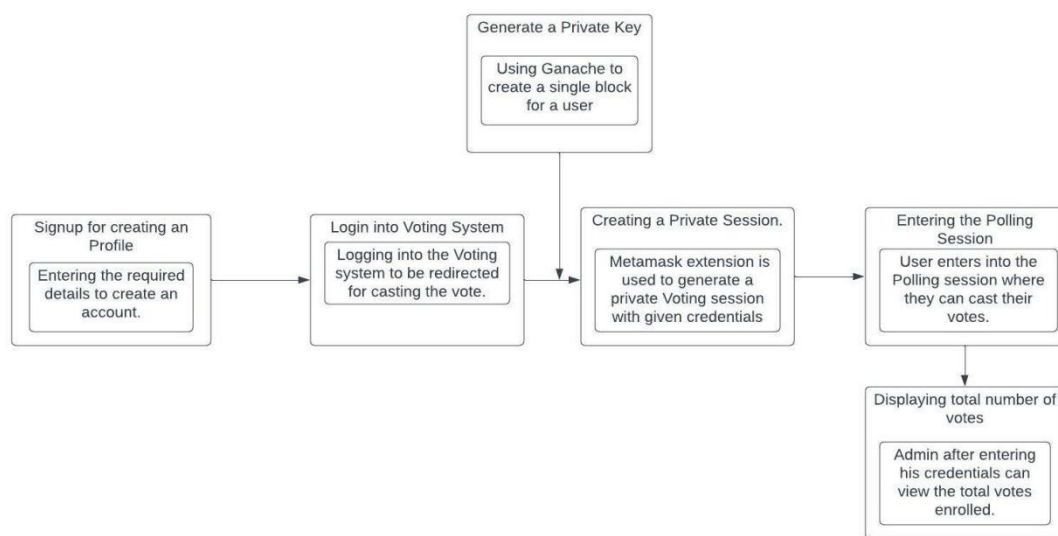 Generate a Private Key
Using Ganache to
create a single block
for a user
Signup for creating an
Profile
Entering the required
details to create an
account.
Login into Voting System
Logging into the Voting
system to be redirected
for casting the vote.
Creating a Private Session.
Metamask extension is
used to generate a
private Voting session
with given credentials
Entering the Polling
Session
User enters into the
Polling session where
they can cast their
votes.
Displaying total number of
votes
Admin after entering
his credentials can
view the total votes
enrolled.